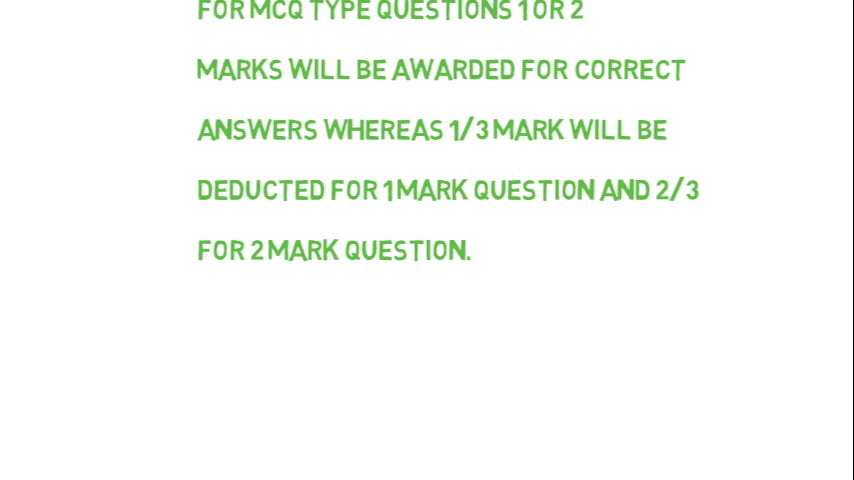 FOR MCQ TYPE QUESTIONS 1 OR 2
MARKS WILL BE AWARDED FOR CORRECT
ANSWERS WHEREAS 1/3 MARK WILL BE
DEDUCTED FOR 1 MARK QUESTION AND 2/3
FOR 2 MARK QUESTION.